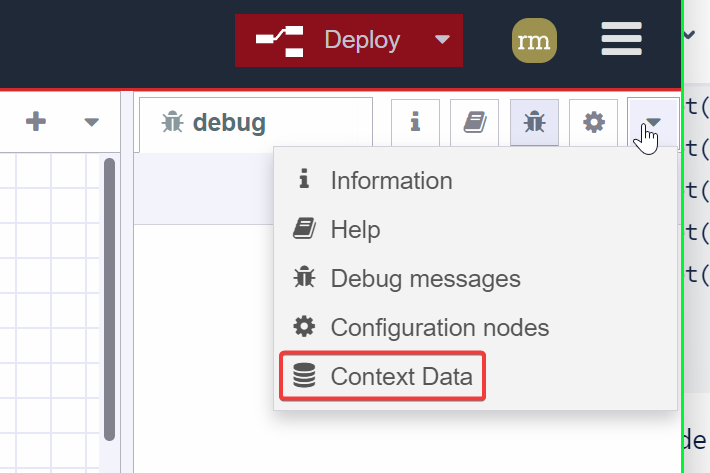 Deploy
rm
debug
i
Information
Help
Debug messages
Configuration nodes
Context Data
t(
t(
t(
t(
t(
de